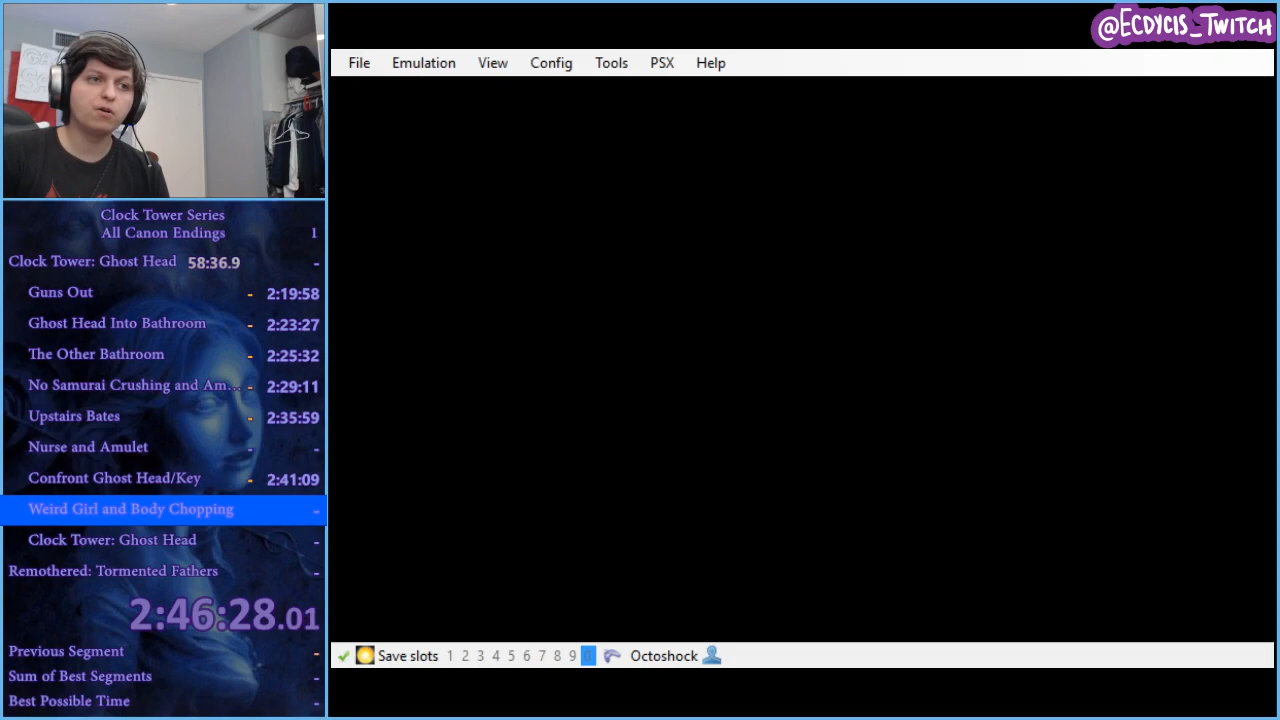 @ECDYCIS_TWITCH
File Emulation View Config Tools PSX Help
Clock Tower Series
All Canon Endings 1
Clock Tower: Ghost Head 58:36.9 -
Guns Out - 2:19:58
Ghost Head Into Bathroom - 2:23:27
The Other Bathroom - 2:25:32
No Samurai Crushing and Am... - 2:29:11
Upstairs Bates - 2:35:59
Nurse and Amulet - -
Confront Ghost Head/Key - 2:41:09
Weird Girl and Body Chopping -
Clock Tower: Ghost Head -
Remothered: Tormented Fathers -
2:46:28.01
Previous Segment -
Sum of Best Segments -
Best Possible Time -
Save slots 1 2 3 4 5 6 7 8 9 0 Octoshock